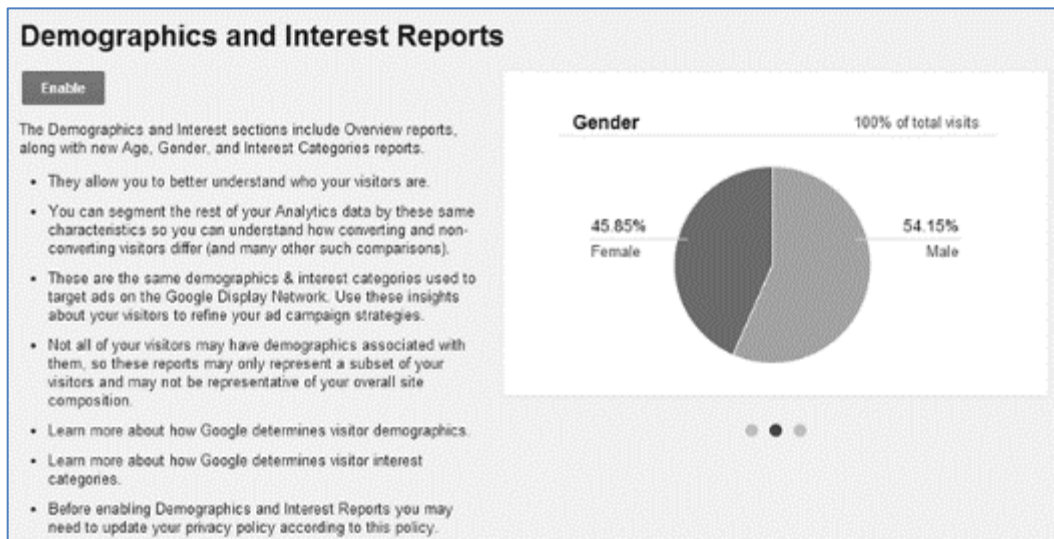 Demographics and Interest Reports
Enable
The Demographics and Interest sections include Overview reports,
along with new Age, Gender, and Interest Categories reports.
• They allow you to better understand who your visitors are.
• You can segment the rest of your Analytics data by these same
characteristics so you can understand how converting and non-
converting visitors differ (and many other such comparisons).
• These are the same demographics & interest categories used to
target ads on the Google Display Network. Use these insights
about your visitors to refine your ad campaign strategies.
• Not all of your visitors may have demographics associated with
them, so these reports may only represent a subset of your
visitors and may not be representative of your overall site
composition.
• Learn more about how Google determines visitor demographics.
• Learn more about how Google determines visitor interest
categories.
• Before enabling Demographics and Interest Reports you may
need to update your privacy policy according to this policy.
Gender 100% of total visits
45.85% 54.15%
Female Male